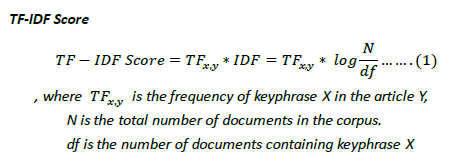 TF-IDF Score
TF − IDF Score = TFx,y * IDF = TFx,y * log N/df …….(1)
, where TFx,y is the frequency of keyphrase X in the article Y,
N is the total number of documents in the corpus.
df is the number of documents containing keyphrase X